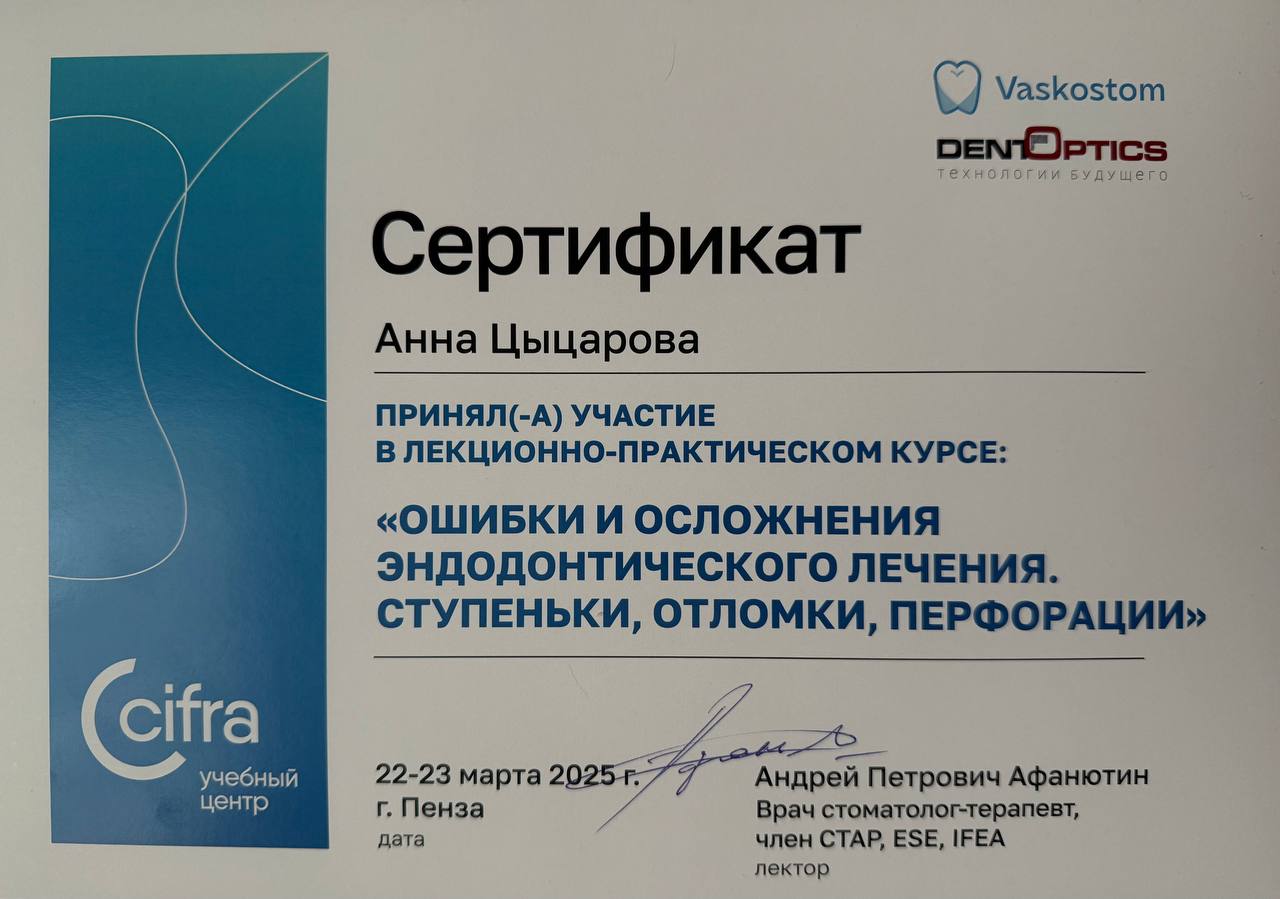 Vaskostom
DENTOPTICS
технологии будущего
Сертификат
Анна Цыцарова
ПРИНЯЛ(-А) УЧАСТИЕ
В ЛЕКЦИОННО-ПРАКТИЧЕСКОМ КУРСЕ:
«ОШИБКИ И ОСЛОЖНЕНИЯ
ЭНДОДОНТИЧЕСКОГО ЛЕЧЕНИЯ.
СТУПЕНЬКИ, ОТЛОМКИ, ПЕРФОРАЦИИ»
cifra
учебный
центр
22-23 марта 2025 г.
г. Пенза
дата
Андрей Петрович Афанютин
Врач стоматолог-терапевт,
член СТАР, ESE, IFEA
лектор